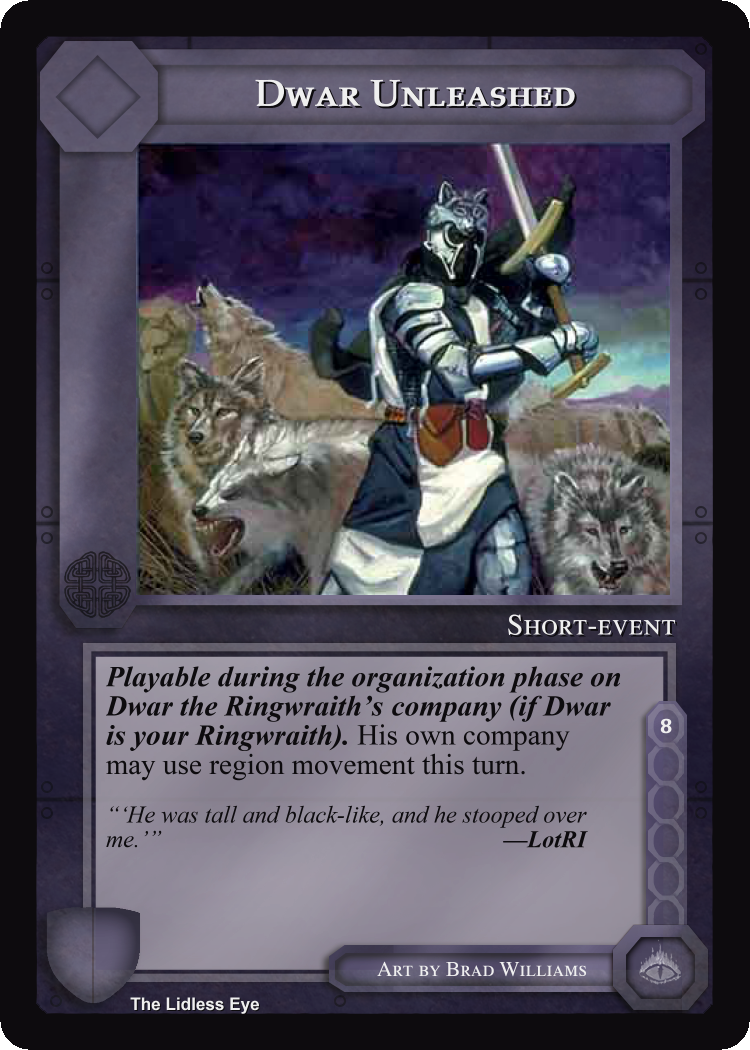 Dwar Unleashed
Short-event
Playable during the organization phase on
Dwar the Ringwraith's company (if Dwar
is your Ringwraith). His own company
may use region movement this turn.
8
“‘He was tall and black-like, and he stooped over
me.’”
—LotRI
Art by Brad Williams
The Lidless Eye